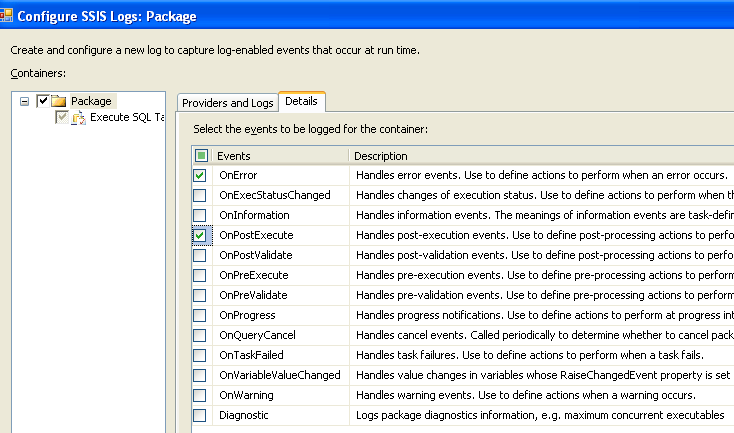 Configure SSIS Logs: Package
Create and configure a new log to capture log-enabled events that occur at run time.
Containers:
Package
Execute SQL Ta
Providers and Logs
Details
Select the events to be logged for the container:
Events Description
OnError Handles error events. Use to define actions to perform when an error occurs.
OnExecStatusChanged Handles changes of execution status. Use to define actions to perform when th
OnInformation Handles information events. The meanings of information events are task-defin
OnPostExecute Handles post-execution events. Use to define post-processing actions to perfo
OnPostValidate Handles post-validation events. Use to define post-processing actions to perfo
OnPreExecute Handles pre-execution events. Use to define pre-processing actions to perform
OnPreValidate Handles pre-validation events. Use to define pre-processing actions to perform
OnProgress Handles progress notifications. Use to define actions to perform at progress int
OnQueryCancel Handles cancel events. Called periodically to determine whether to cancel pack
OnTaskFailed Handles task failures. Use to define actions to perform when a task fails.
OnVariableValueChanged Handles value changes in variables whose RaiseChangedEvent property is set
OnWarning Handles warning events. Use to define actions when a warning occurs.
Diagnostic Logs package diagnostics information, e.g. maximum concurrent executables